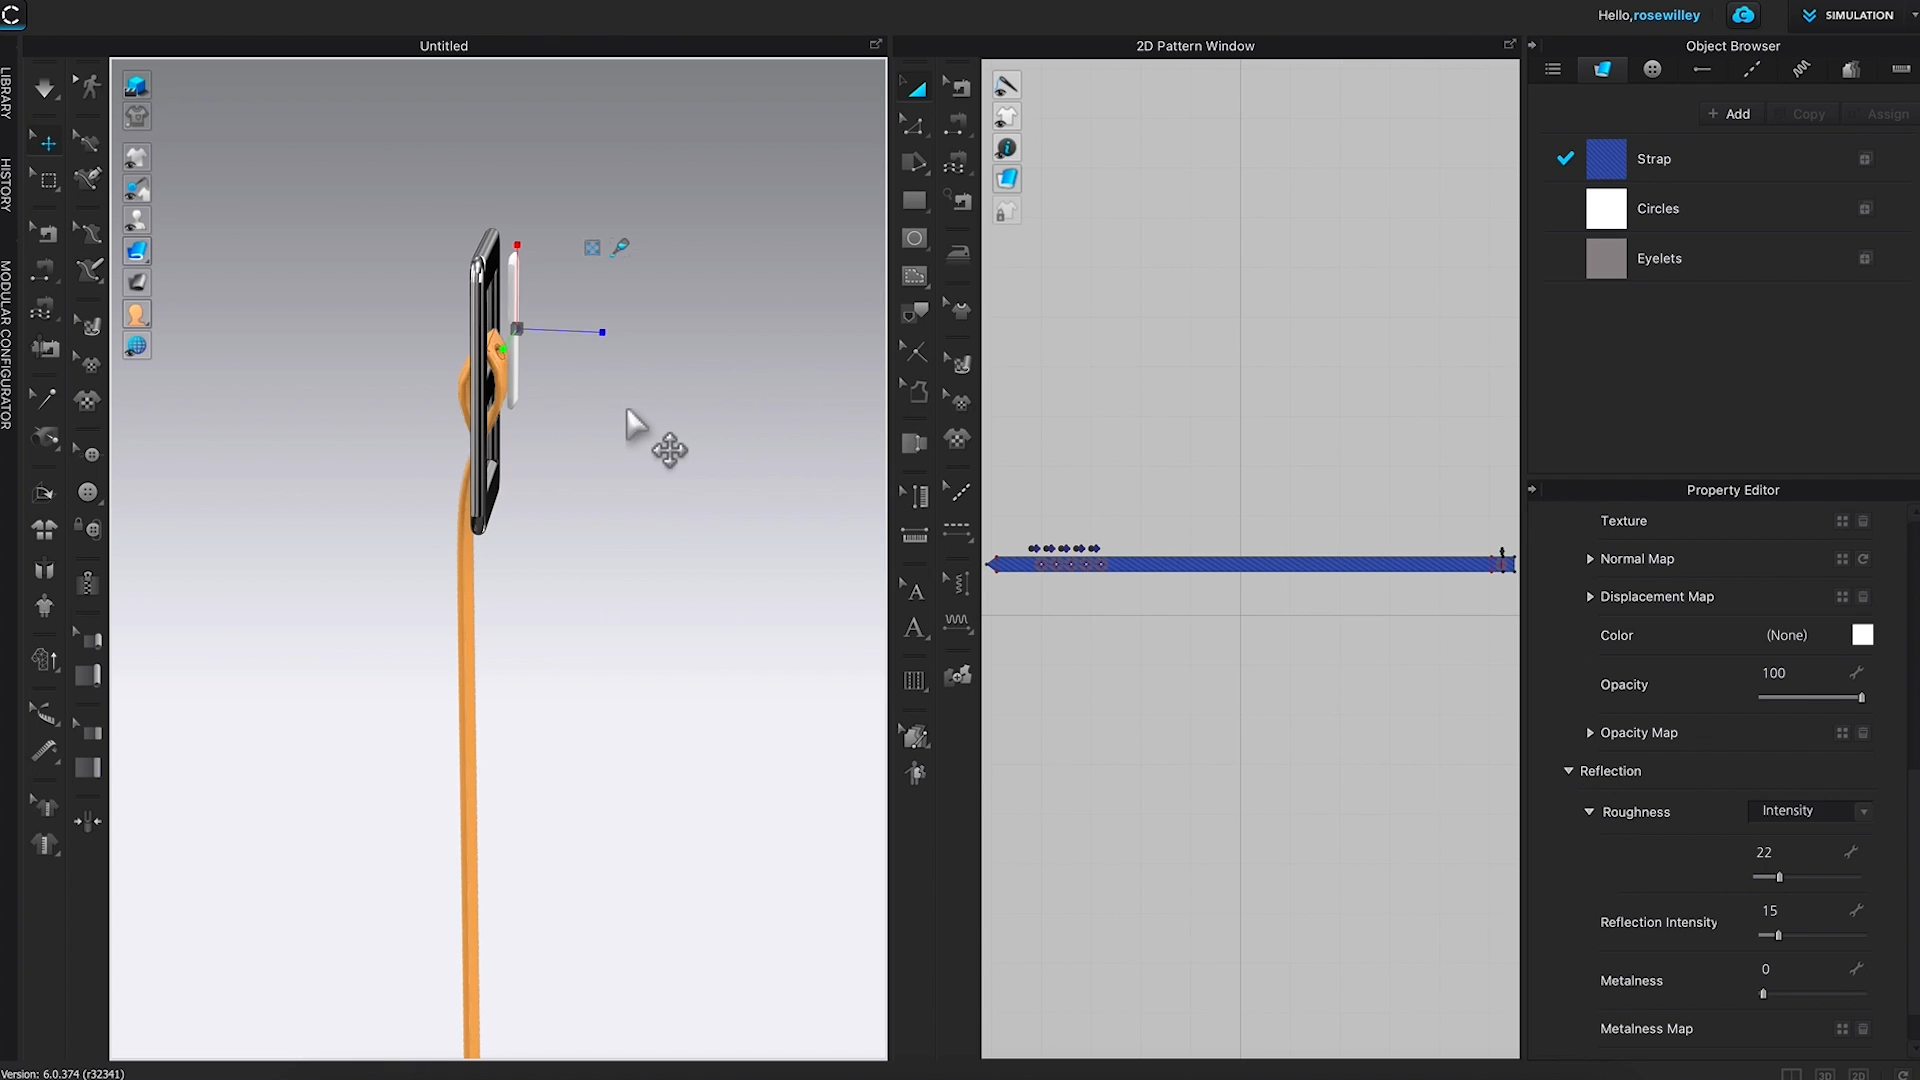 Hello,rosewilley
SIMULATION
Untitled
2D Pattern Window
Object Browser
LIBRARY
HISTORY
MODULAR CONFIGURATOR
+ Add
Copy
Assign
Strap
Circles
Eyelets
Property Editor
Texture
Normal Map
Displacement Map
Color
(None)
Opacity
100
Opacity Map
Reflection
Roughness
Intensity
22
Reflection Intensity
15
Metalness
0
Metalness Map
Version: 6.0.374 (r32341)
3D
2D